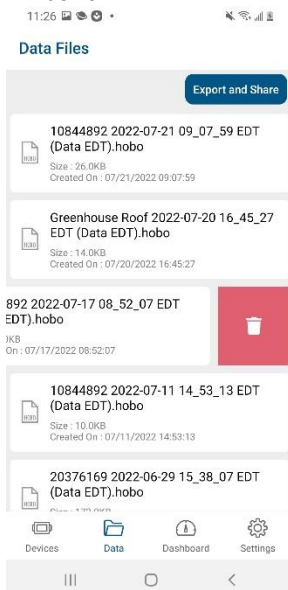 11:26
Data Files
Export and Share
10844892 2022-07-21 09_07_59 EDT
(Data EDT).hobo
HOBO
Size : 26.0KB
Created On : 07/21/2022 09:07:59
Greenhouse Roof 2022-07-20 16_45_27
EDT (Data EDT).hobo
HOBO
Size : 14.0KB
Created On : 07/20/2022 16:45:27
892 2022-07-17 08_52_07 EDT
EDT).hobo
KB
On : 07/17/2022 08:52:07
10844892 2022-07-11 14_53_13 EDT
(Data EDT).hobo
HOBO
Size : 10.0KB
Created On : 07/11/2022 14:53:13
20376169 2022-06-29 15_38_07 EDT
(Data EDT).hobo
Devices
Data
Dashboard
Settings